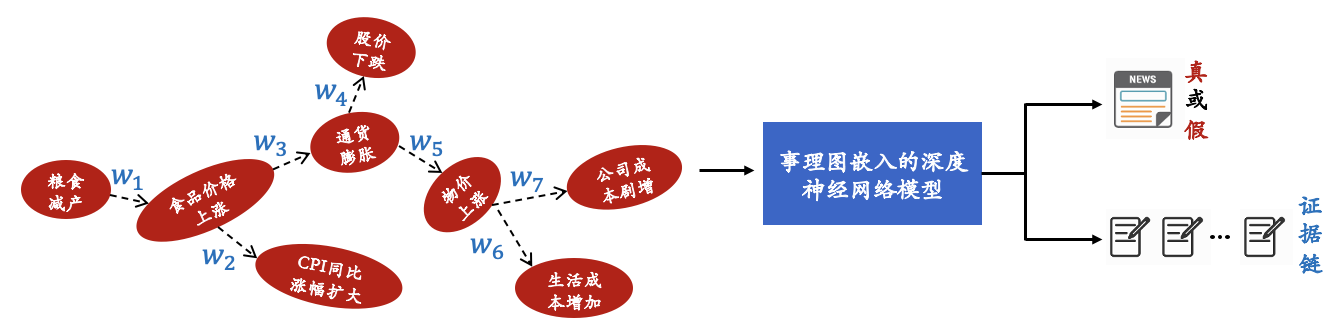 粮食
减产
w1
食品价格
上涨
w2
CPI同比
涨幅扩大
w3
通货
膨胀
w4
股价
下跌
w5
物价
上涨
w6
生活成
本增加
w7
公司成
本剧增
事理图嵌入的深度
神经网络模型
NEWS
真
或
假
...
证
据
链